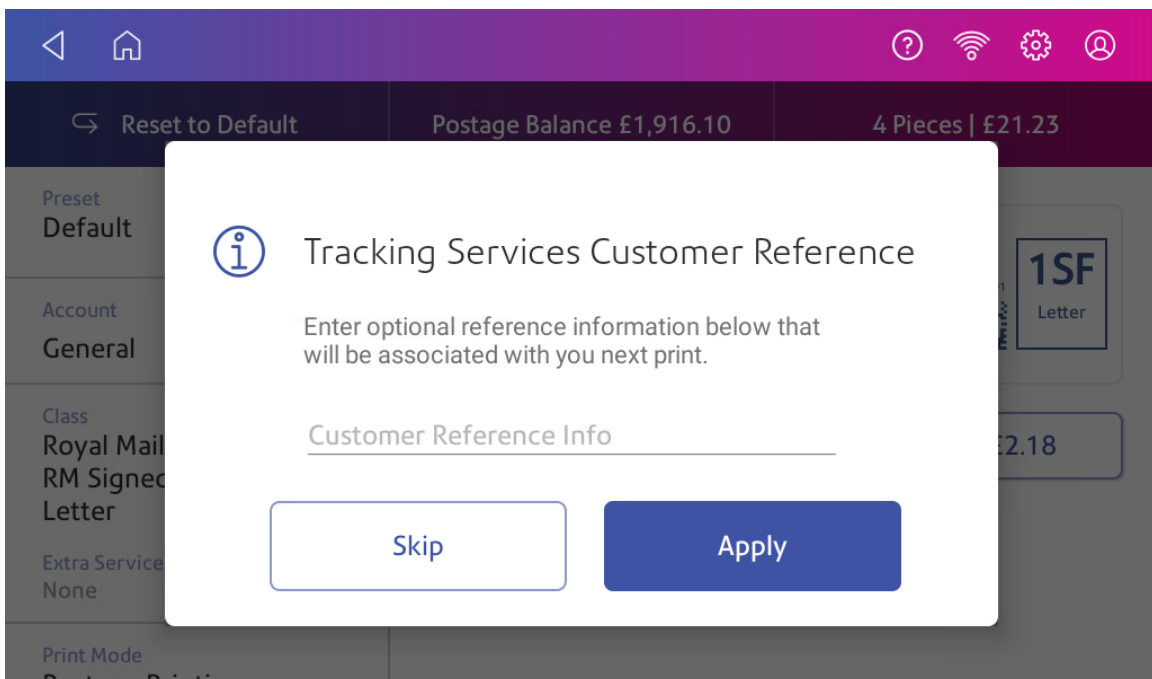 Reset to Default
Postage Balance £1,916.10
4 Pieces | £21.23
Preset
Default
Account
General
Class
Royal Mail
RM Signed
Letter
Extra Service
None
Print Mode
Tracking Services Customer Reference
Enter optional reference information below that
will be associated with you next print.
Customer Reference Info
Skip
Apply
1SF
Letter
£2.18